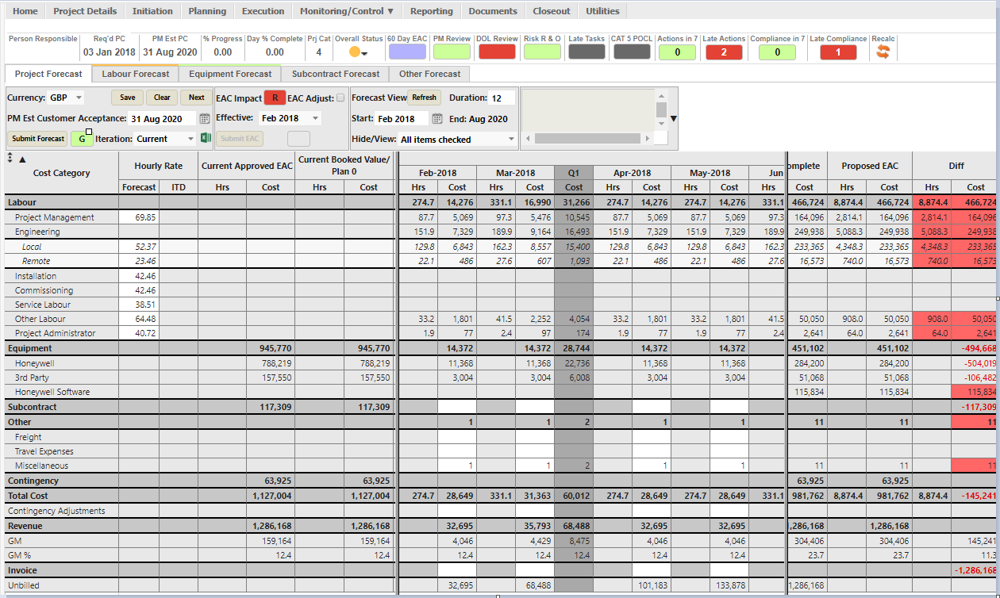 Home Project Details Initiation Planning Execution Monitoring/Control ▼ Reporting Documents Closeout Utilities
Person Responsible Req'd PC PM Est PC % Progress Day % Complete Prj Cat Overall Status 60 Day EAC PM Review DOL Review Risk R & O Late Tasks CAT 5 POCL Actions in 7 Late Actions Compliance in 7 Late Compliance Recalc
03 Jan 2018 31 Aug 2020 0.00 0.00 4 0 2 0 1
Project Forecast Labour Forecast Equipment Forecast Subcontract Forecast Other Forecast
Currency: GBP Save Clear Next EAC Impact R EAC Adjust: Forecast View Refresh Duration: 12
PM Est Customer Acceptance: 31 Aug 2020 Effective: Feb 2018 Start: Feb 2018 End: Aug 2020
Submit Forecast G Iteration: Current Submit EAC Hide/View: All items checked
Cost Category Hourly Rate Current Approved EAC Current Booked Value/ Plan 0 Feb-2018 Mar-2018 Q1 Apr-2018 May-2018 Jun omplete Proposed EAC Diff
Forecast ITD Hrs Cost Hrs Cost Hrs Cost Hrs Cost Cost Hrs Cost Hrs Cost Hrs Cost Hrs Cost Hrs Cost
Labour 274.7 14,276 331.1 16,990 31,266 274.7 14,276 274.7 14,276 331.1 466,724 8,874.4 466,724 8,874.4 466,724
Project Management 69.85 87.7 5,069 97.3 5,476 10,545 87.7 5,069 87.7 5,069 97.3 164,096 2,814.1 164,096 2,814.1 164,096
Engineering 151.9 7,329 189.9 9,164 16,493 151.9 7,329 151.9 7,329 189.9 249,938 5,088.3 249,938 5,088.3 249,938
Local 52.37 129.8 6,843 162.3 8,557 15,400 129.8 6,843 129.8 6,843 162.3 233,365 4,348.3 233,365 4,348.3 233,365
Remote 23.46 22.1 486 27.6 607 1,093 22.1 486 22.1 486 27.6 16,573 740.0 16,573 740.0 16,573
Installation 42.46
Commissioning 42.46
Service Labour 38.51
Other Labour 64.48 33.2 1,801 41.5 2,252 4,054 33.2 1,801 33.2 1,801 41.5 50,050 908.0 50,050 908.0 50,050
Project Administrator 40.72 1.9 77 2.4 97 174 1.9 77 1.9 77 2.4 2,641 64.0 2,641 64.0 2,641
Equipment 945,770 945,770 14,372 14,372 28,744 14,372 14,372 451,102 451,102 -494,668
Honeywell 788,219 788,219 11,368 11,368 22,736 11,368 11,368 284,200 284,200 -504,019
3rd Party 157,550 157,550 3,004 3,004 6,008 3,004 3,004 51,068 51,068 -106,482
Honeywell Software 115,834 115,834 115,834
Subcontract 117,309 117,309 -117,309
Other 1 1 2 1 1 11 11 11
Freight
Travel Expenses
Miscellaneous 1 1 2 1 1 11 11 11
Contingency 63,925 63,925 63,925 63,925
Total Cost 1,127,004 1,127,004 274.7 28,649 331.1 31,363 60,012 274.7 28,649 274.7 28,649 331.1 981,762 8,874.4 981,762 8,874.4 -145,241
Contingency Adjustments
Revenue 1,286,168 1,286,168 32,695 35,793 68,488 32,695 32,695 ,286,168 1,286,168
GM 159,164 159,164 4,046 4,429 8,475 4,046 4,046 304,406 304,406 145,241
GM % 12.4 12.4 12.4 12.4 12.4 12.4 12.4 23.7 23.7 11.3
Invoice -1,286,168
Unbilled 32,695 68,488 101,183 133,878 1,286,168